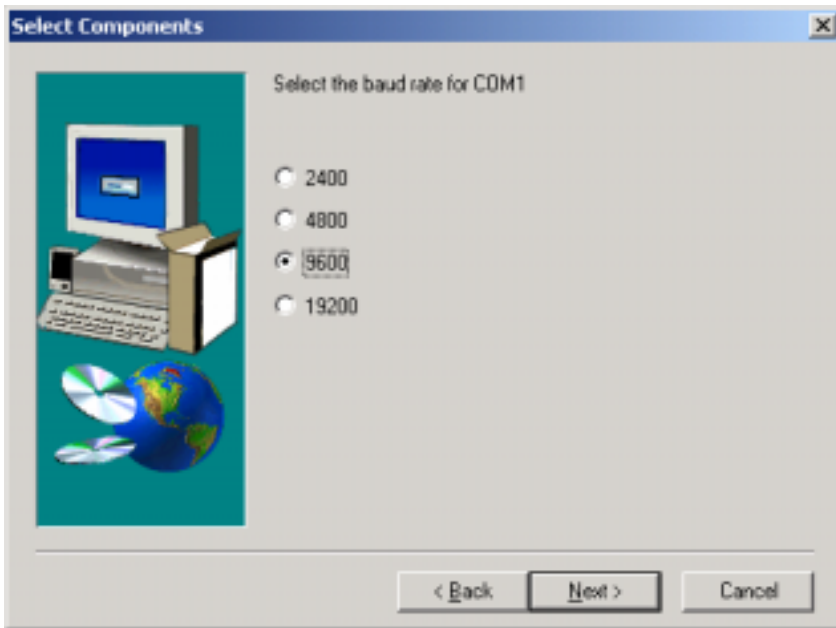 Select Components
Select the baud rate for COM1
2400
4800
9600
19200
< Back
Next >
Cancel